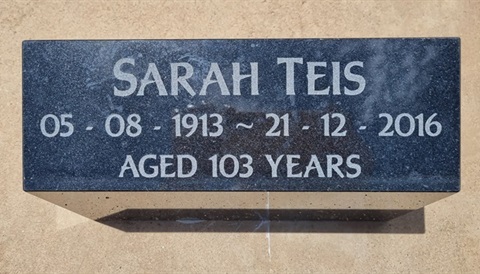 SARAH TEIS
05 - 08 - 1913 ~ 21 - 12 - 2016
AGED 103 YEARS